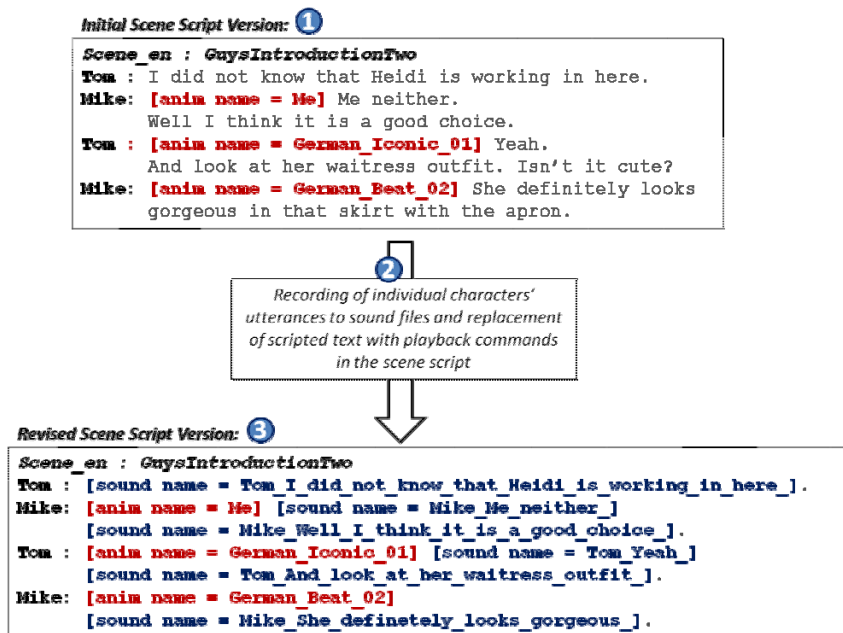 Initial Scene Script Version: 1
Scene_en : GuysIntroductionTwo
Tom : I did not know that Heidi is working in here.
Mike: [anim name = Me] Me neither.
Well I think it is a good choice.
Tom : [anim name = German_Iconic_01] Yeah.
And look at her waitress outfit. Isn't it cute?
Mike: [anim name = German_Beat_02] She definitely looks
gorgeous in that skirt with the apron.
2
Recording of individual characters'
utterances to sound files and replacement
of scripted text with playback commands
in the scene script
Revised Scene Script Version: 3
Scene_en : GuysIntroductionTwo
Tom : [sound name = Tom_I_did_not_know_that_Heidi_is_working_in_here_].
Mike: [anim name = Me] [sound name = Mike_Me_neither_]
[sound name = Mike_Well_I_think_it_is_a_good_choice_].
Tom : [anim name = German_Iconic_01] [sound name = Tom_Yeah_]
[sound name = Tom_And_look_at_her_waitress_outfit_].
Mike: [anim name = German_Beat_02]
[sound name = Mike_She_definetely_looks_gorgeous_].